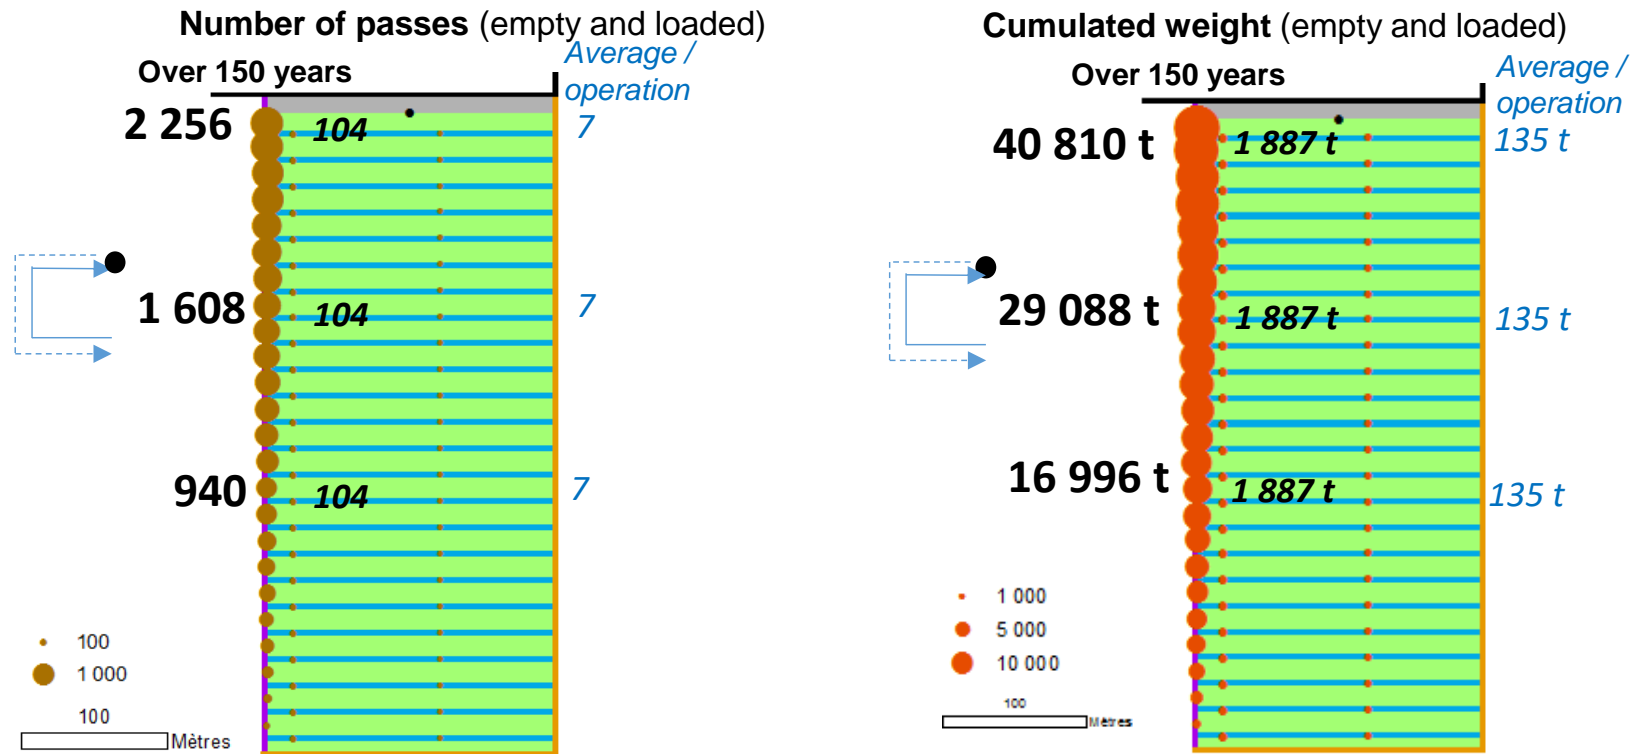 Number of passes (empty and loaded)
Over 150 years
Average /
operation
2 256
104
7
1 608
104
7
940
104
7
100
1 000
100
Mètres
Cumulated weight (empty and loaded)
Over 150 years
Average /
operation
40 810 t
1 887 t
135 t
29 088 t
1 887 t
135 t
16 996 t
1 887 t
135 t
1 000
5 000
10 000
100
Mètres